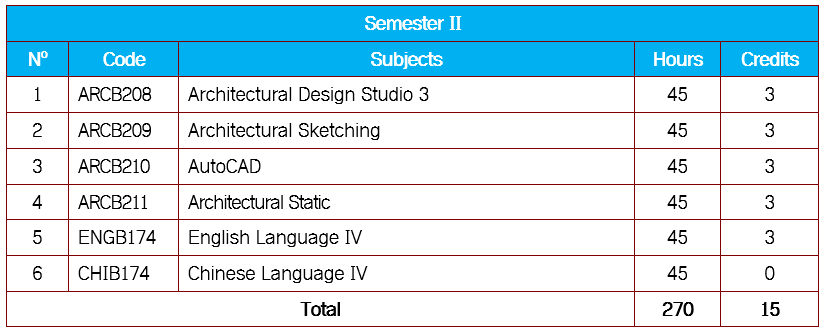 Semester II
Nº Code Subjects Hours Credits
1 ARCB208 Architectural Design Studio 3 45 3
2 ARCB209 Architectural Sketching 45 3
3 ARCB210 AutoCAD 45 3
4 ARCB211 Architectural Static 45 3
5 ENGB174 English Language IV 45 3
6 CHIB174 Chinese Language IV 45 0
Total 270 15